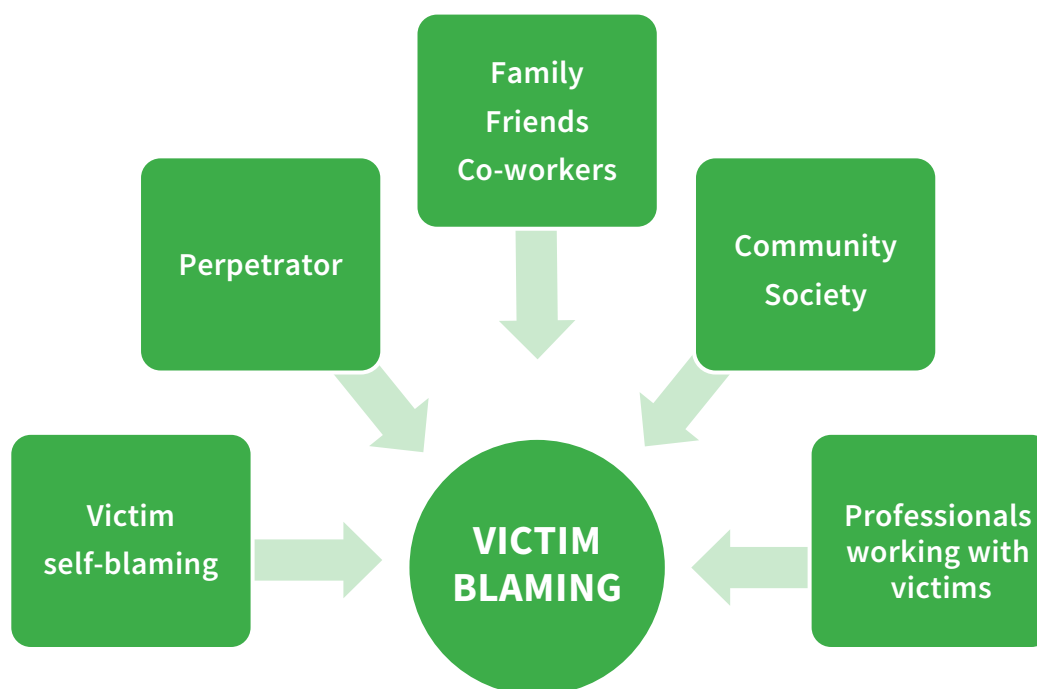 Family
Friends
Co-workers
Perpetrator
Community
Society
Victim
self-blaming
VICTIM
BLAMING
Professionals
working with
victims